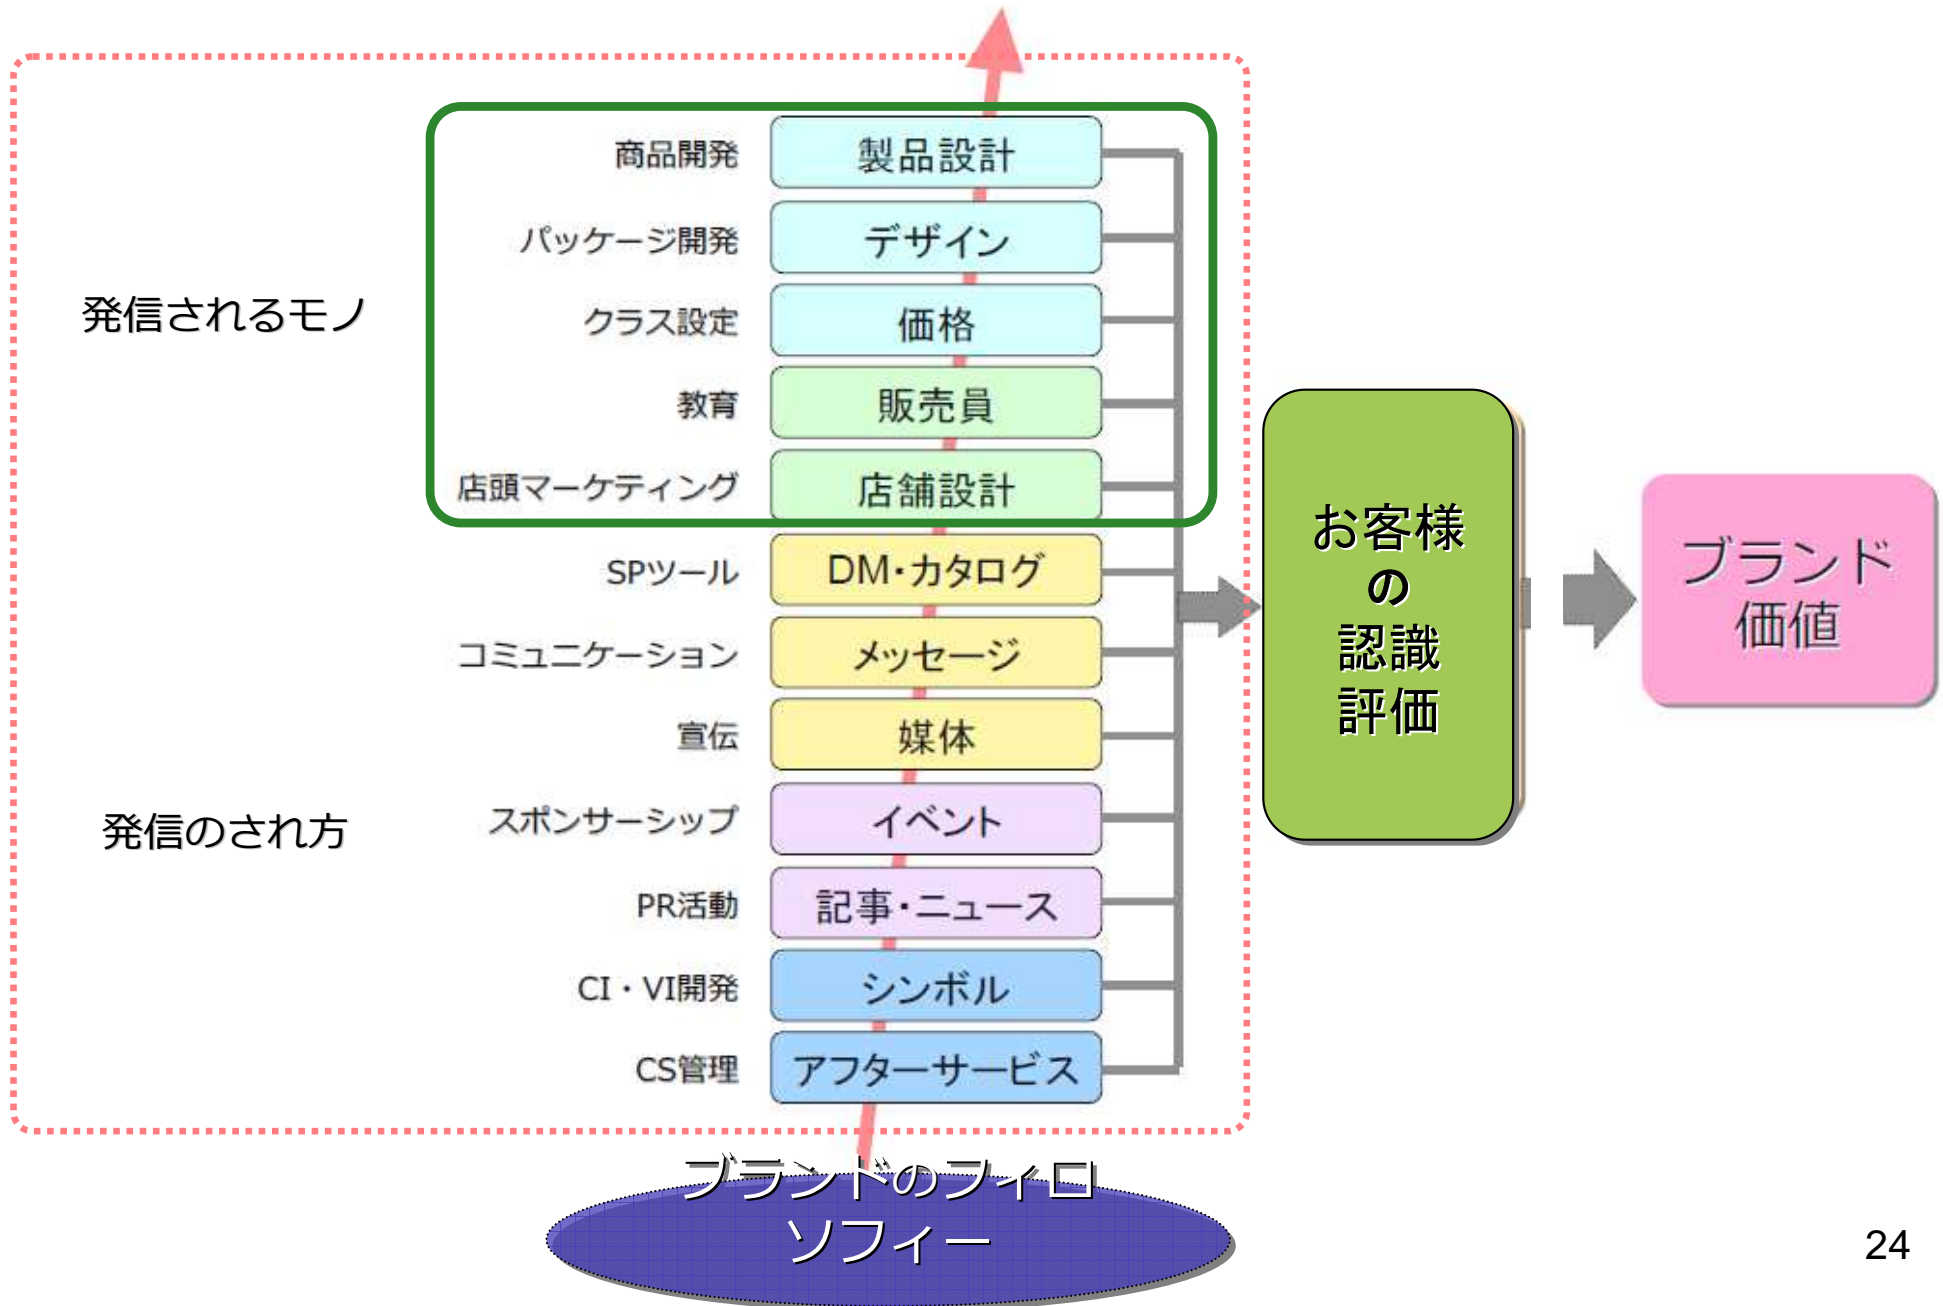 商品開発 製品設計
パッケージ開発 デザイン
発信されるモノ
クラス設定 価格
教育 販売員
店頭マーケティング 店舗設計
SPツール DM・カタログ
コミュニケーション メッセージ
宣伝 媒体
発信のされ方
スポンサーシップ イベント
PR活動 記事・ニュース
CI・VI開発 シンボル
CS管理 アフターサービス
お客様
の
認識
評価
ブランド
価値
ブランドのフィロ
ソフィー
24